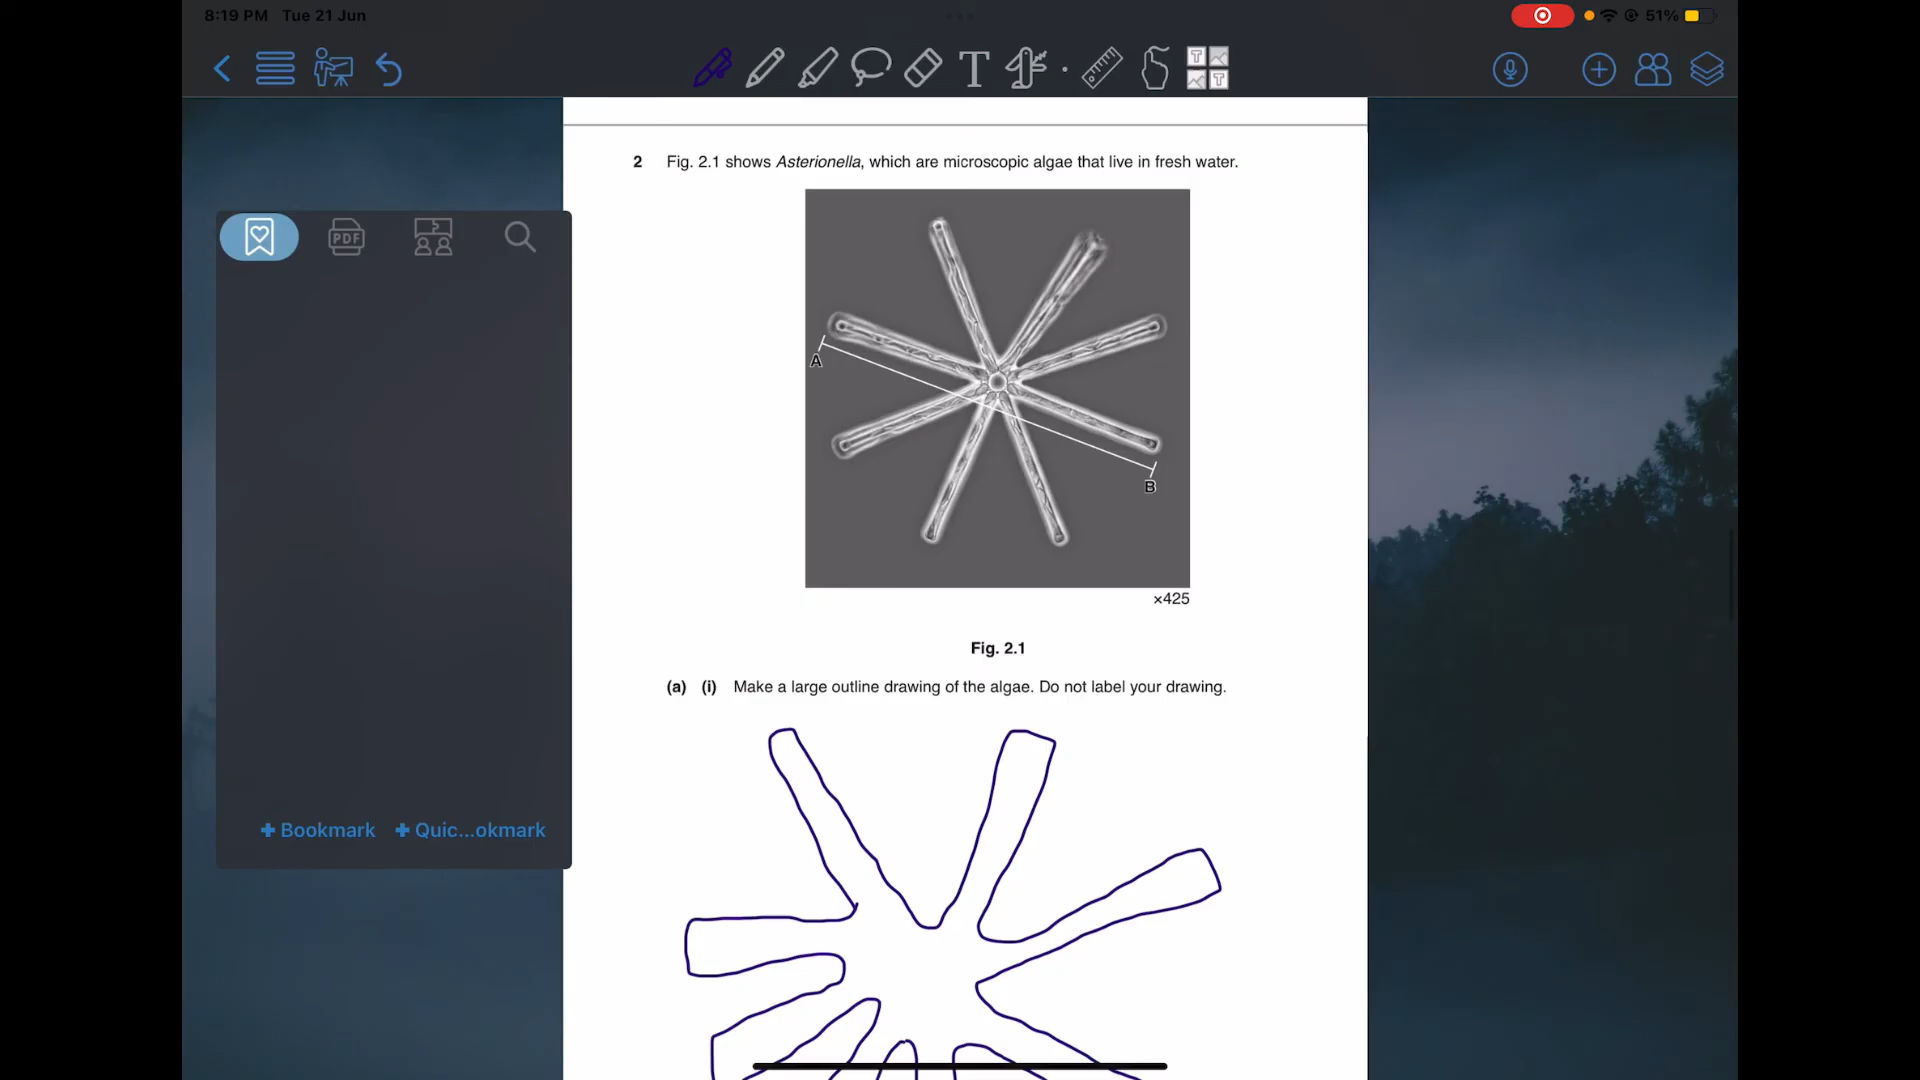 8:19 PM Tue 21 Jun
51%
T
T
T
PDF
2 Fig. 2.1 shows Asterionella, which are microscopic algae that live in fresh water.
A
B
×425
Fig. 2.1
(a) (i) Make a large outline drawing of the algae. Do not label your drawing.
+ Bookmark + Quic...okmark